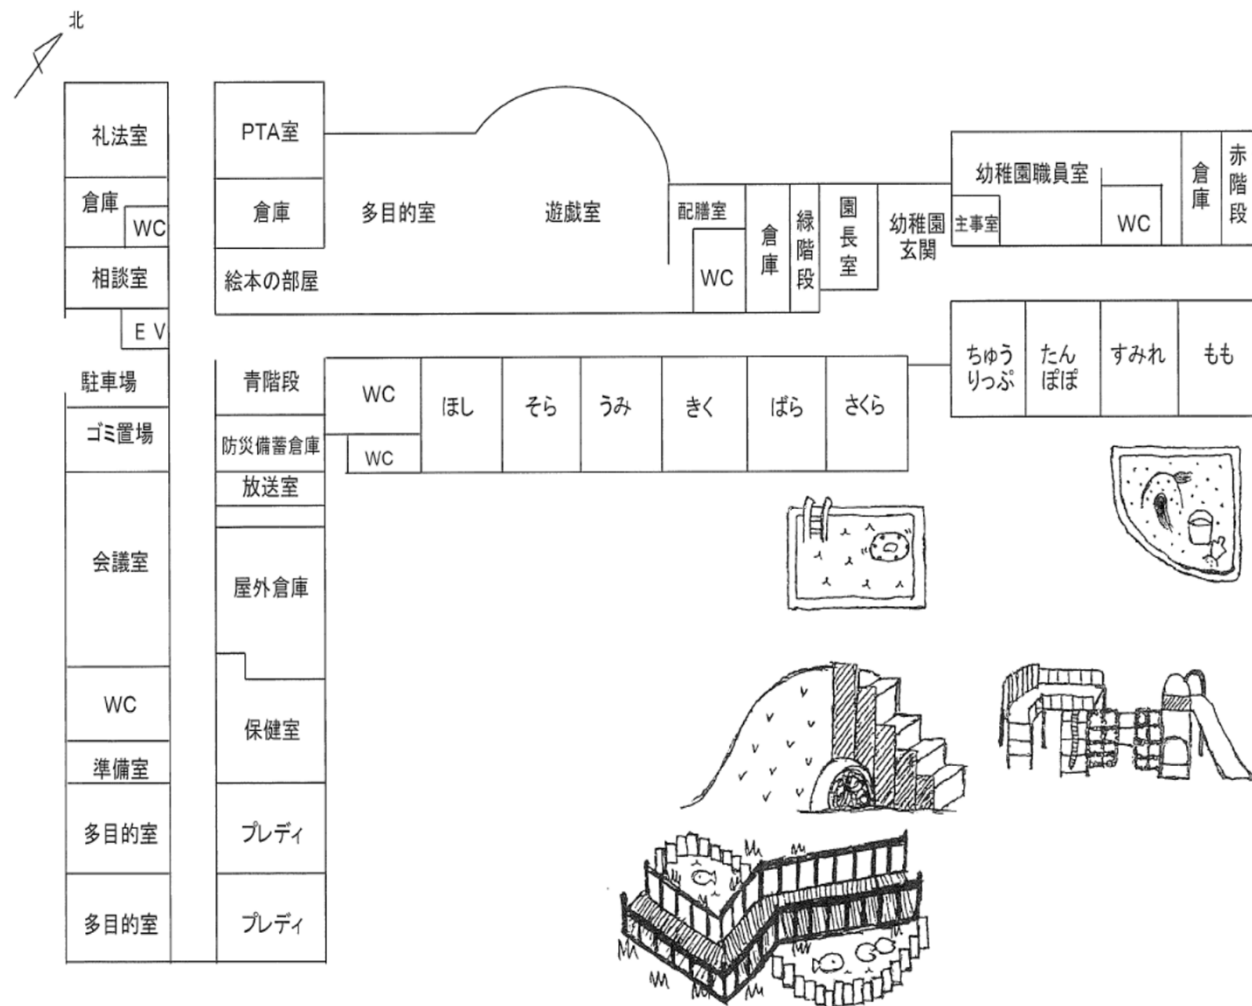 北
礼法室
倉庫
WC
相談室
EV
駐車場
ゴミ置場
会議室
WC
準備室
多目的室
多目的室
PTA室
倉庫
絵本の部屋
多目的室
遊戯室
配膳室
WC
倉庫
緑階段
園長室
幼稚園
玄関
幼稚園職員室
主事室
WC
倉庫
赤階段
青階段
防災備蓄倉庫
放送室
屋外倉庫
保健室
プレディ
プレディ
WC
WC
ほし
そら
うみ
きく
ばら
さくら
ちゅう
りっぷ
たん
ぽぽ
すみれ
もも